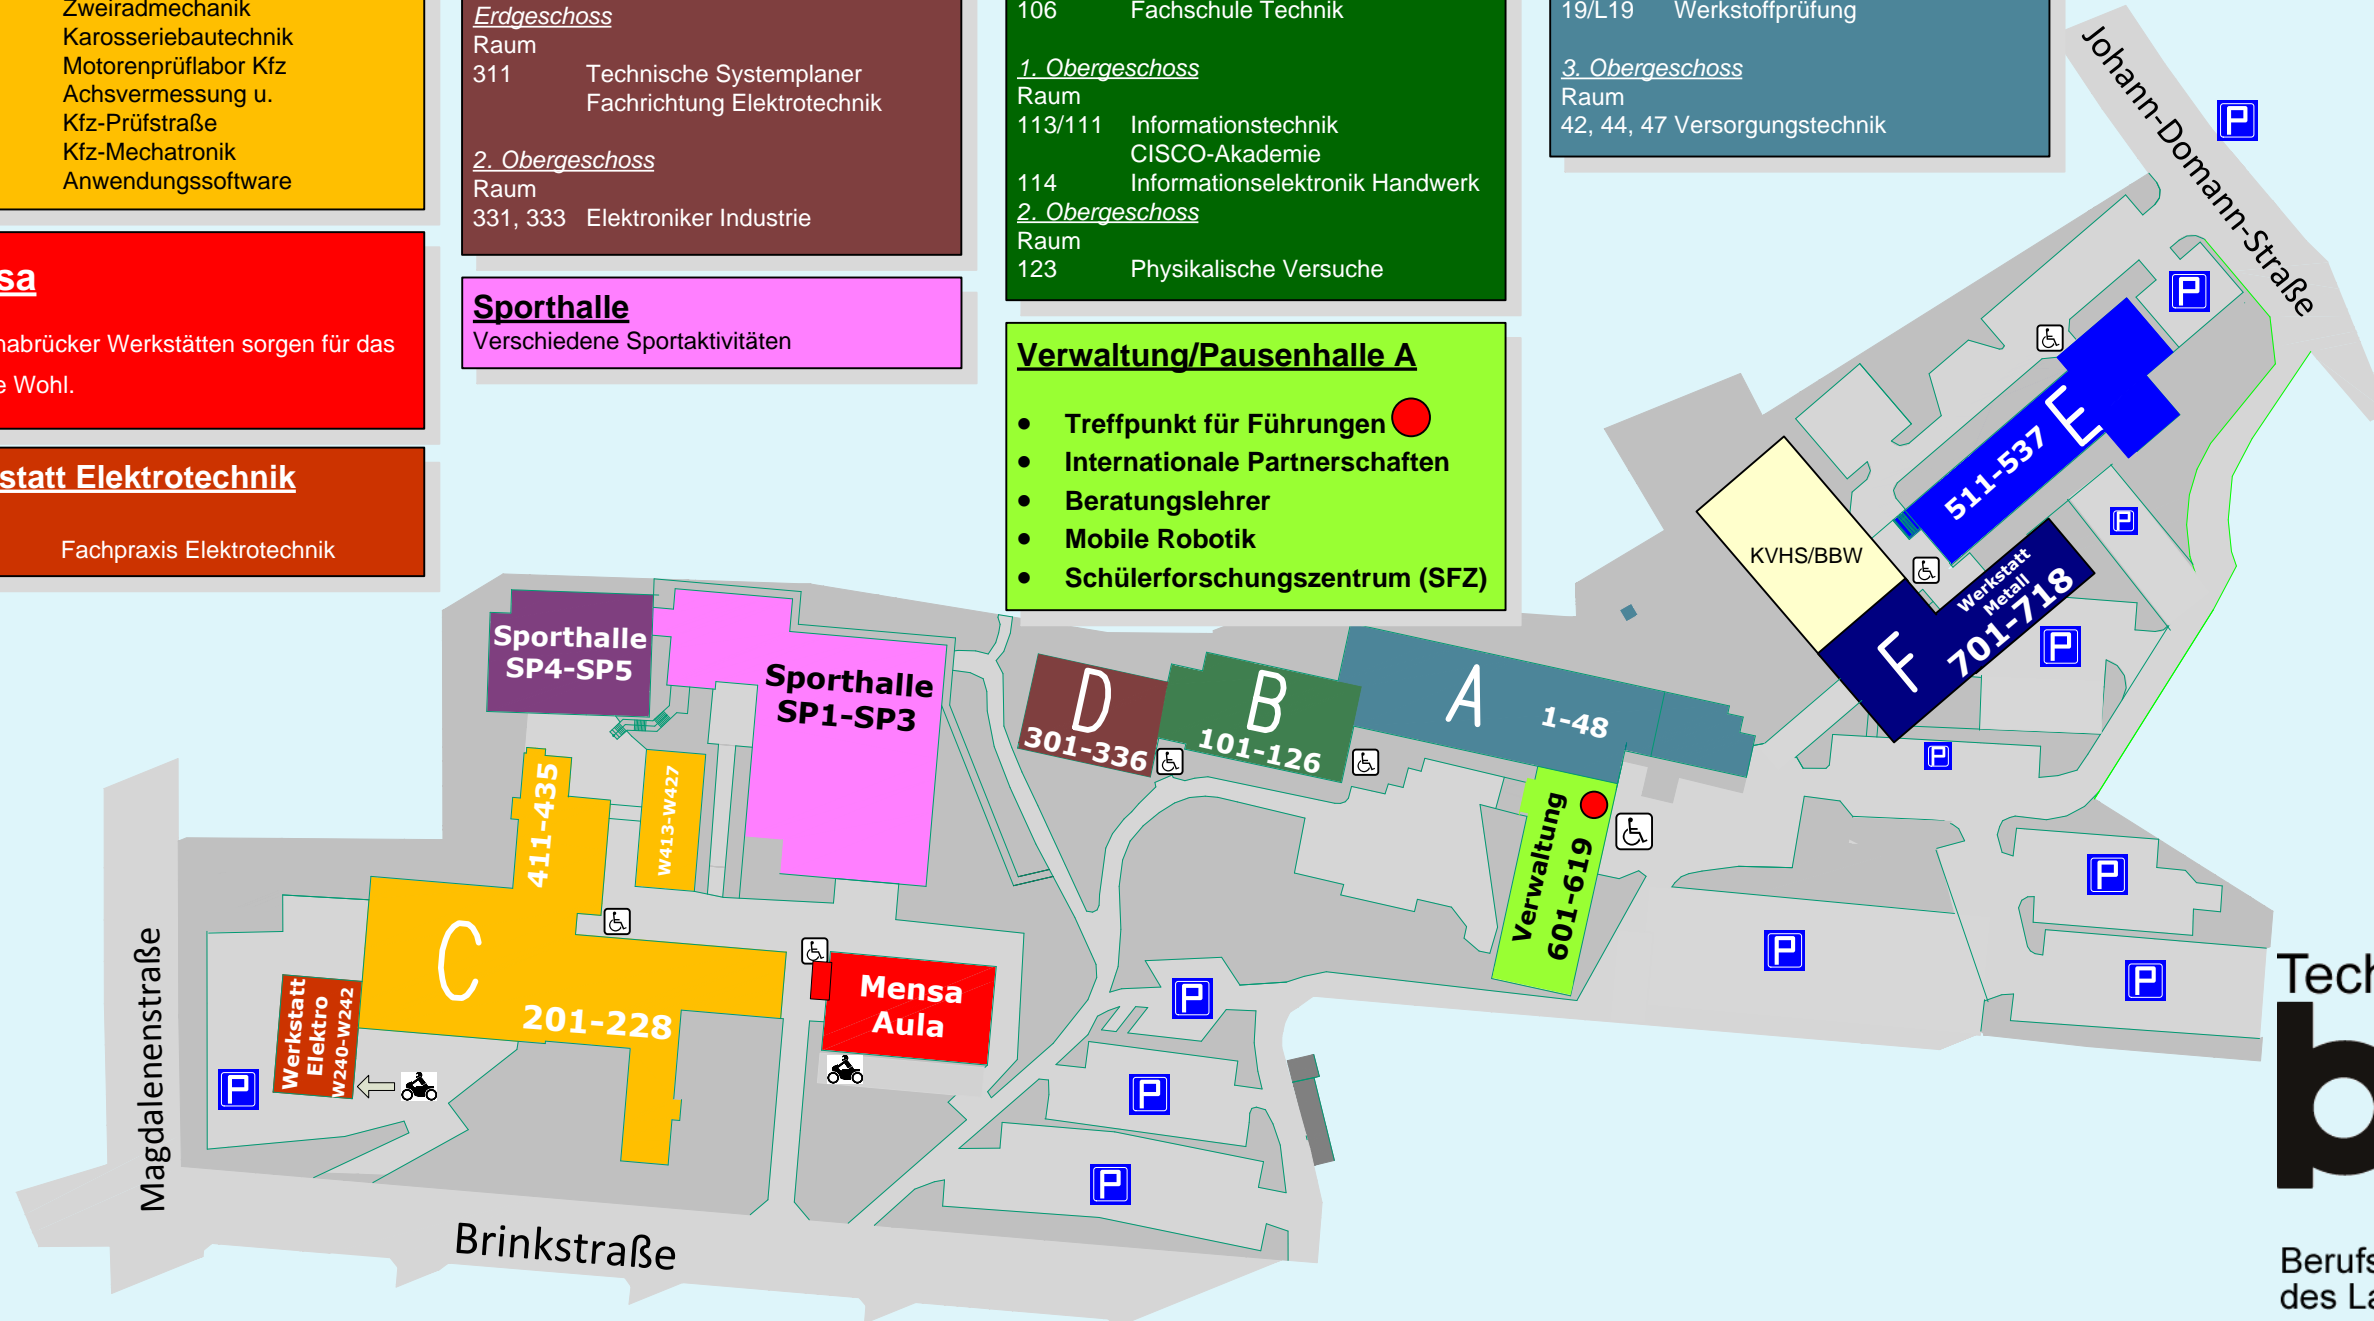 Zweiradmechanik
Karosseriebautechnik
Motorenprüflabor Kfz
Achsvermessung u.
Kfz-Prüfstraße
Kfz-Mechatronik
Anwendungssoftware
sa
nabrücker Werkstätten sorgen für das
e Wohl.
statt Elektrotechnik
Fachpraxis Elektrotechnik
Erdgeschoss
Raum
311 Technische Systemplaner
Fachrichtung Elektrotechnik
2. Obergeschoss
Raum
331, 333 Elektroniker Industrie
Sporthalle
Verschiedene Sportaktivitäten
106 Fachschule Technik
1. Obergeschoss
Raum
113/111 Informationstechnik
CISCO-Akademie
114 Informationselektronik Handwerk
2. Obergeschoss
Raum
123 Physikalische Versuche
Verwaltung/Pausenhalle A
• Treffpunkt für Führungen
• Internationale Partnerschaften
• Beratungslehrer
• Mobile Robotik
• Schülerforschungszentrum (SFZ)
19/L19 Werkstoffprüfung
3. Obergeschoss
Raum
42, 44, 47 Versorgungstechnik
Johann-Domann-Straße
P
P
E
511-537
P
KVHS/BBW
Werkstatt
Metall
701-718
F
P
P
Sporthalle
SP4-SP5
Sporthalle
SP1-SP3
D
301-336
B
101-126
A
1-48
411-435
W413-W427
Verwaltung
601-619
C
201-228
Mensa
Aula
Werkstatt
Elektro
W240-W242
P
P
P
P
P
P
P
Magdalenenstraße
Brinkstraße
Tech
b
Berufs
des La